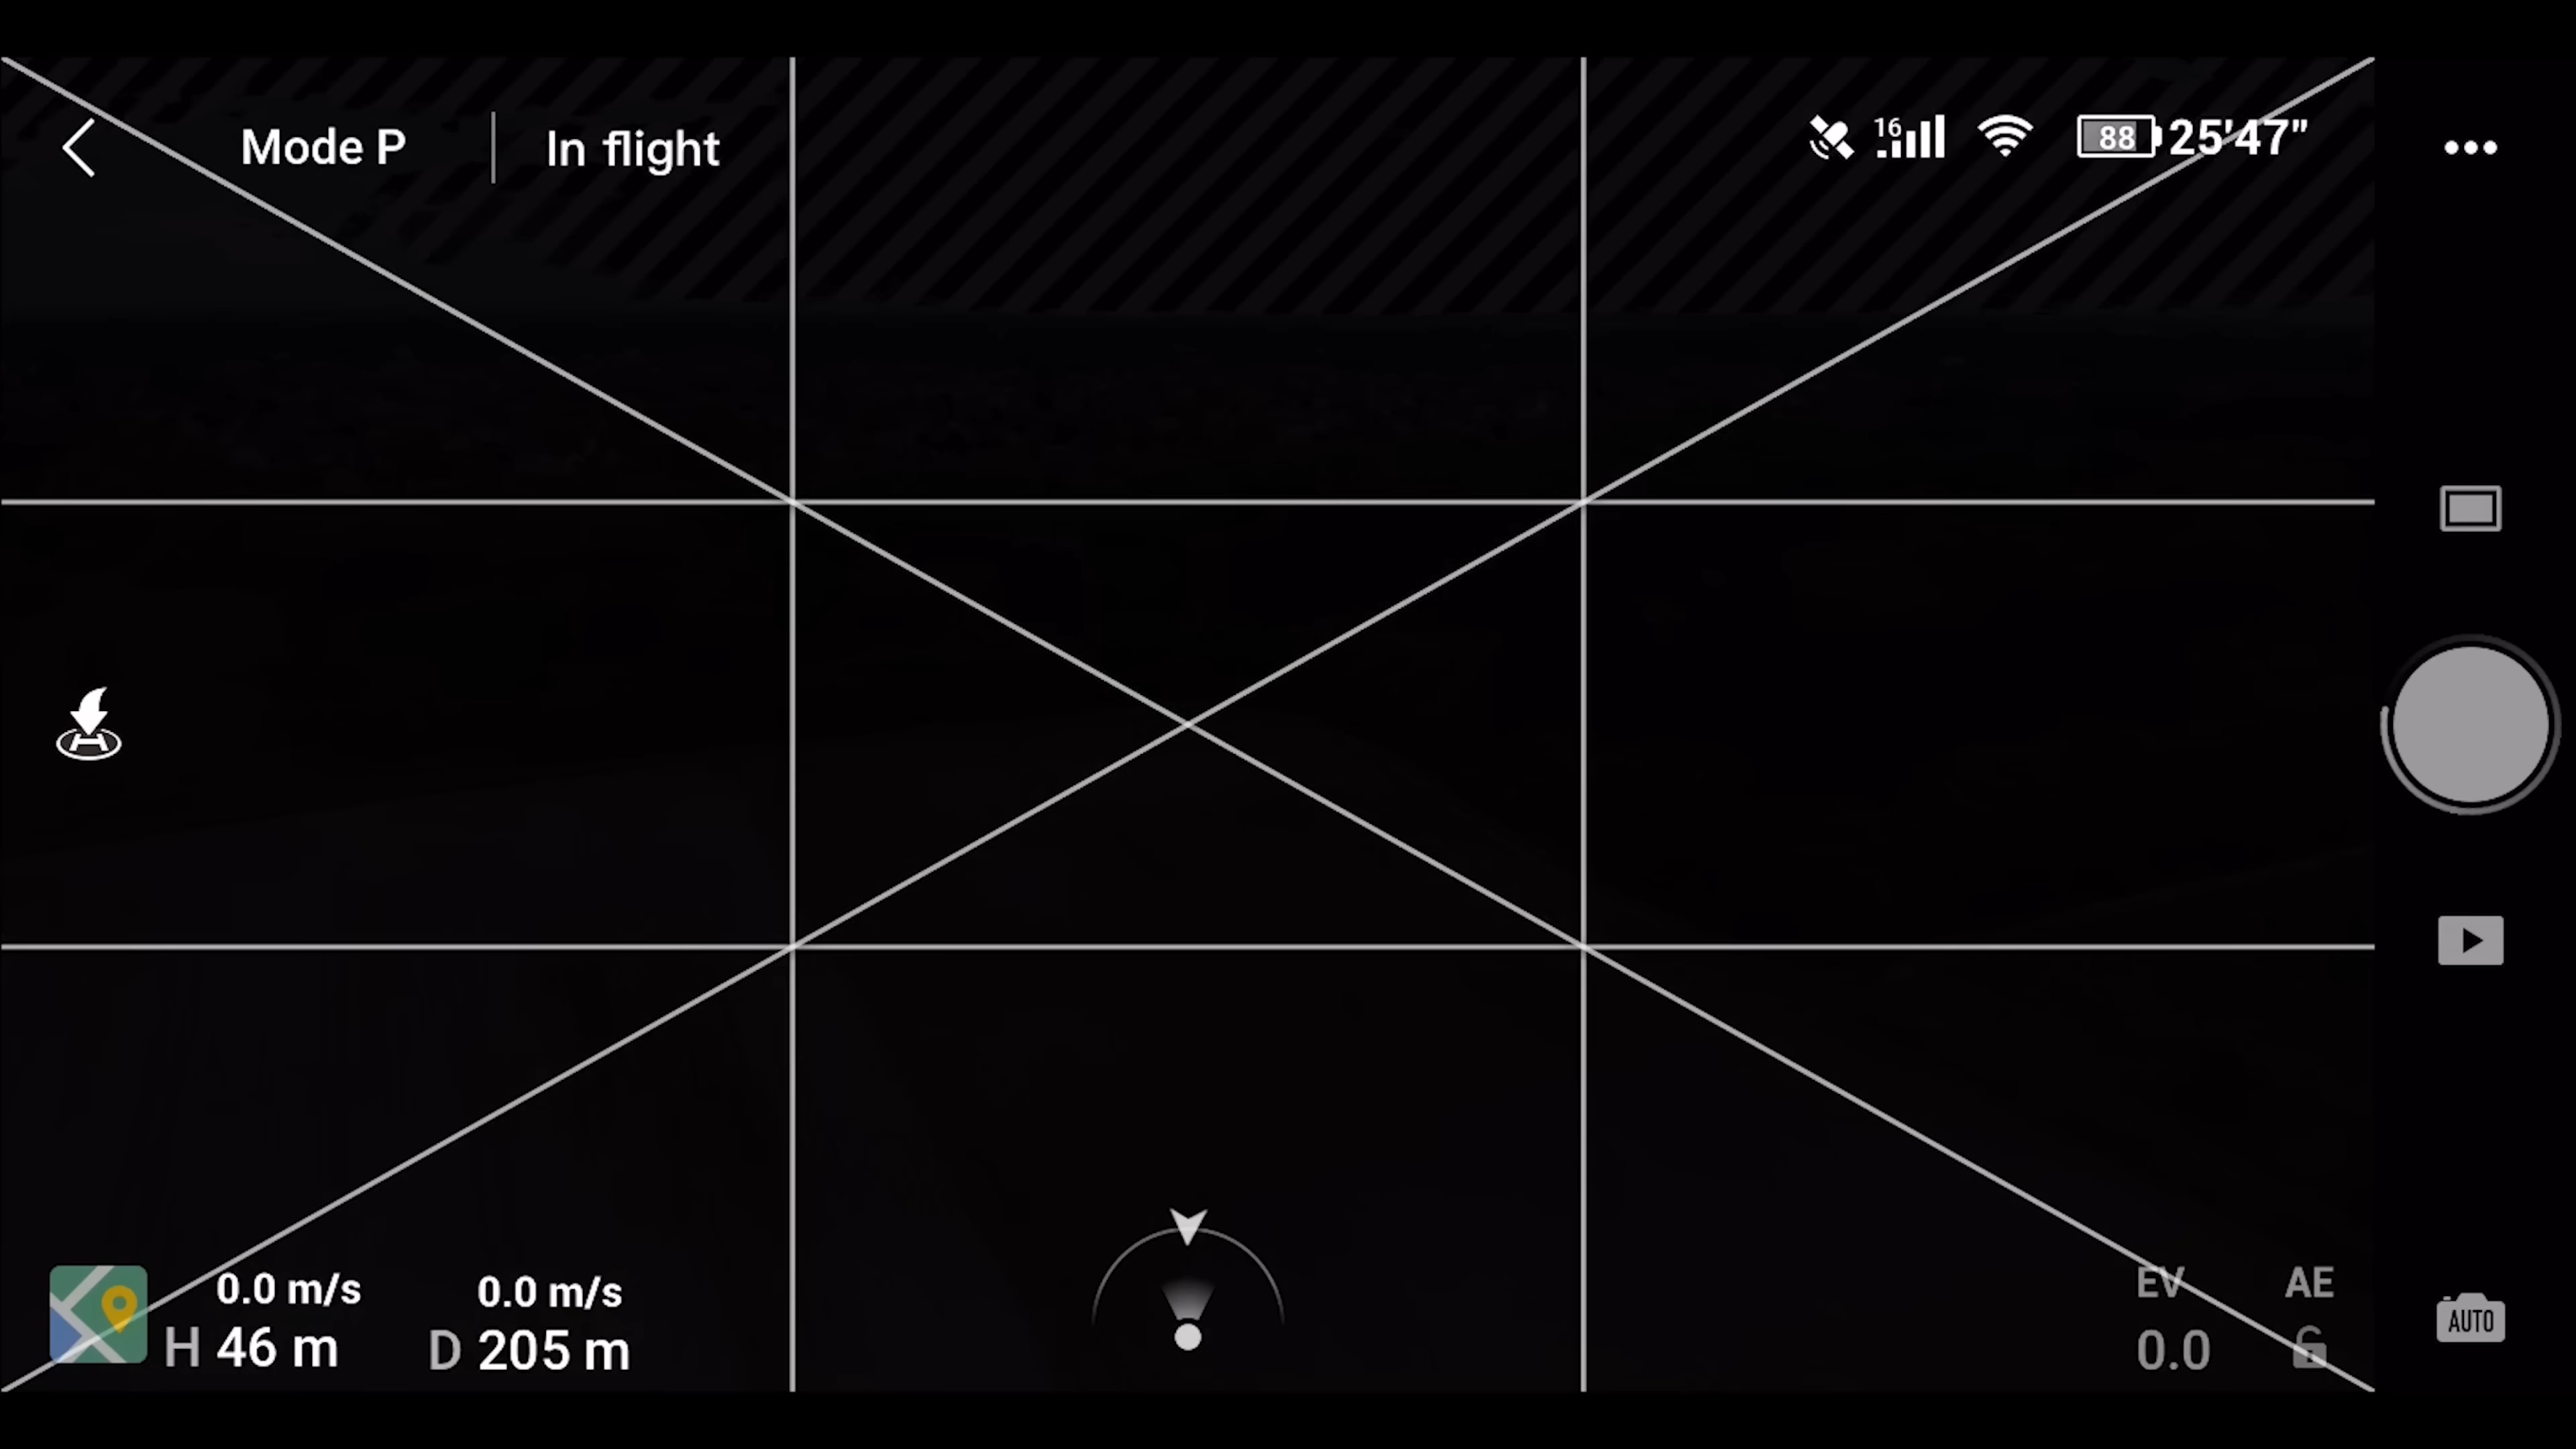 Mode P
In flight
16
88
25'47"
0.0 m/s
0.0 m/s
H 46 m
D 205 m
EV
AE
0.0
AUTO